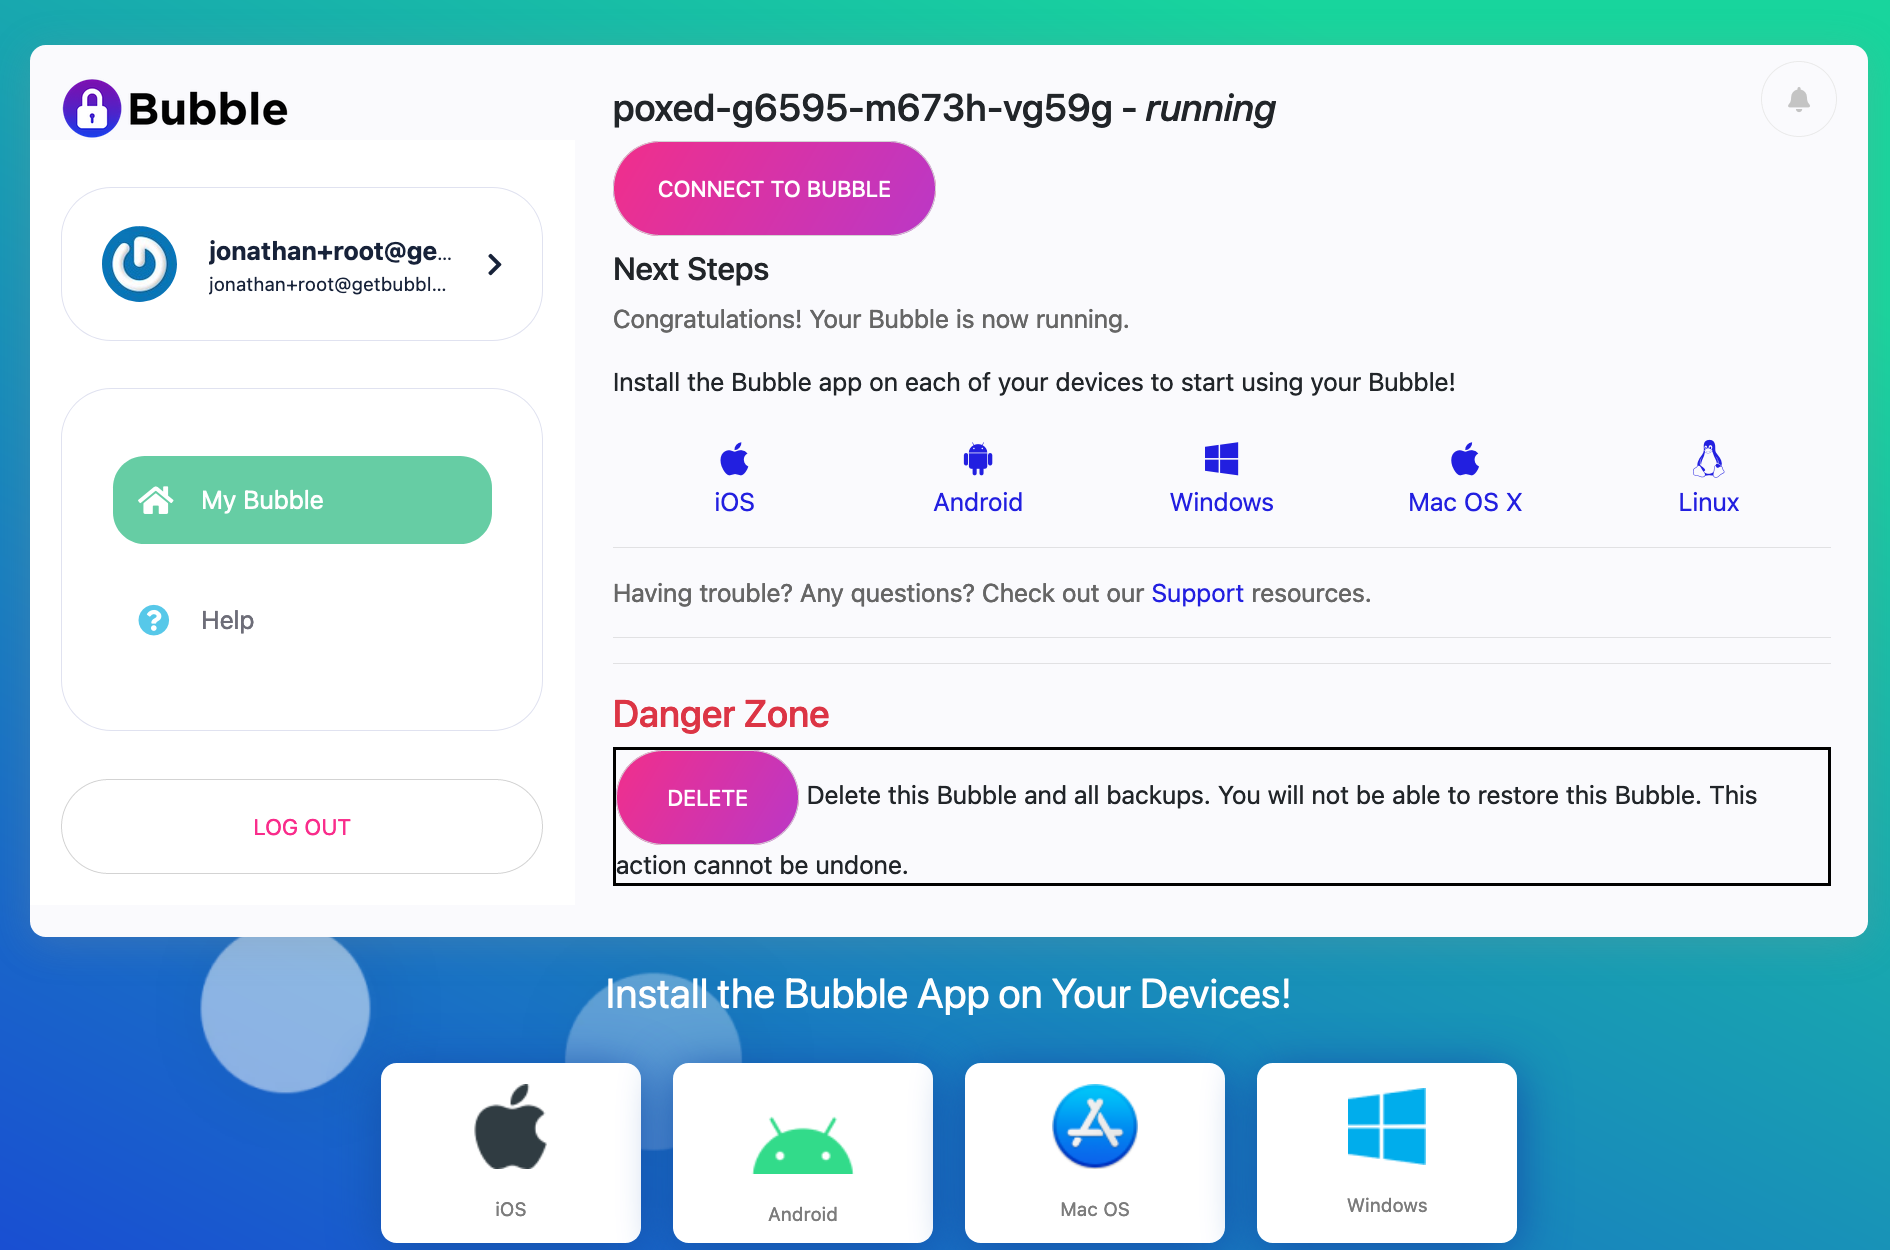 Bubble
jonathan+root@ge...
jonathan+root@getbubbl...
My Bubble
Help
LOG OUT
poxed-g6595-m673h-vg59g - running
CONNECT TO BUBBLE
Next Steps
Congratulations! Your Bubble is now running.
Install the Bubble app on each of your devices to start using your Bubble!
iOS
Android
Windows
Mac OS X
Linux
Having trouble? Any questions? Check out our Support resources.
Danger Zone
DELETE Delete this Bubble and all backups. You will not be able to restore this Bubble. This
action cannot be undone.
Install the Bubble App on Your Devices!
iOS
Android
Mac OS
Windows